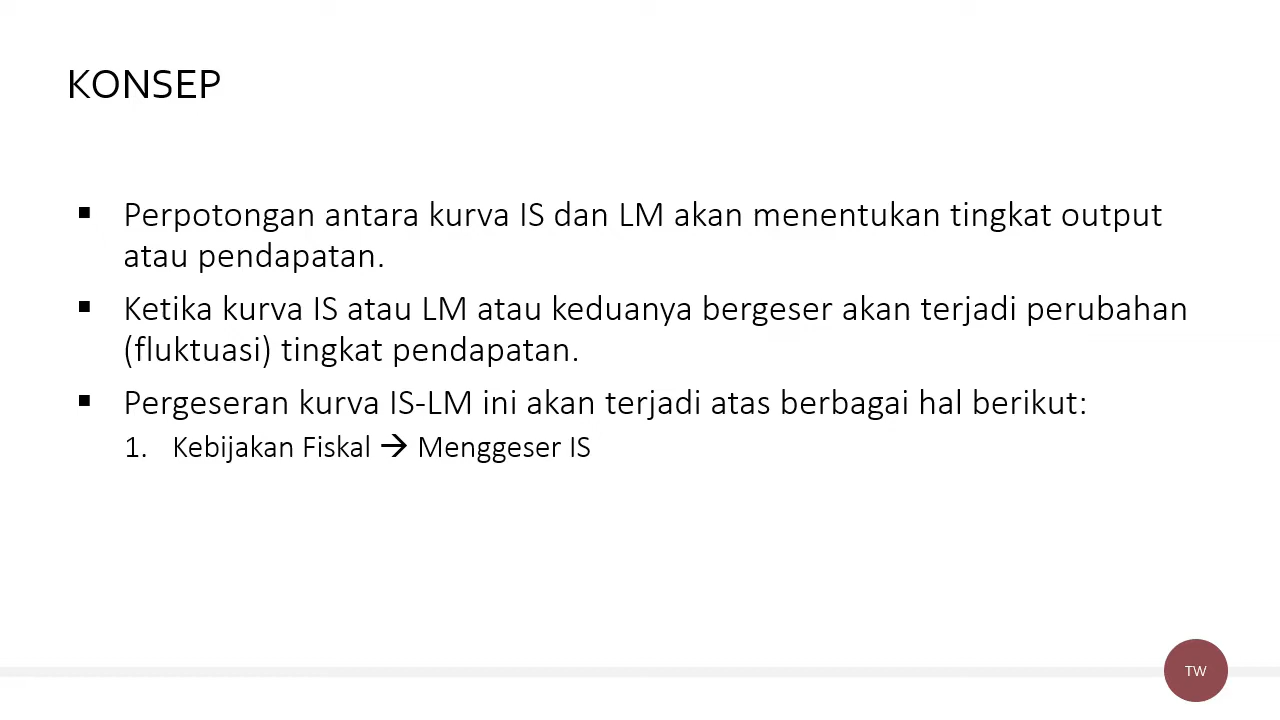 KONSEP
▪ Perpotongan antara kurva IS dan LM akan menentukan tingkat output
atau pendapatan.
▪ Ketika kurva IS atau LM atau keduanya bergeser akan terjadi perubahan
(fluktuasi) tingkat pendapatan.
▪ Pergeseran kurva IS-LM ini akan terjadi atas berbagai hal berikut:
1. Kebijakan Fiskal → Menggeser IS
TW